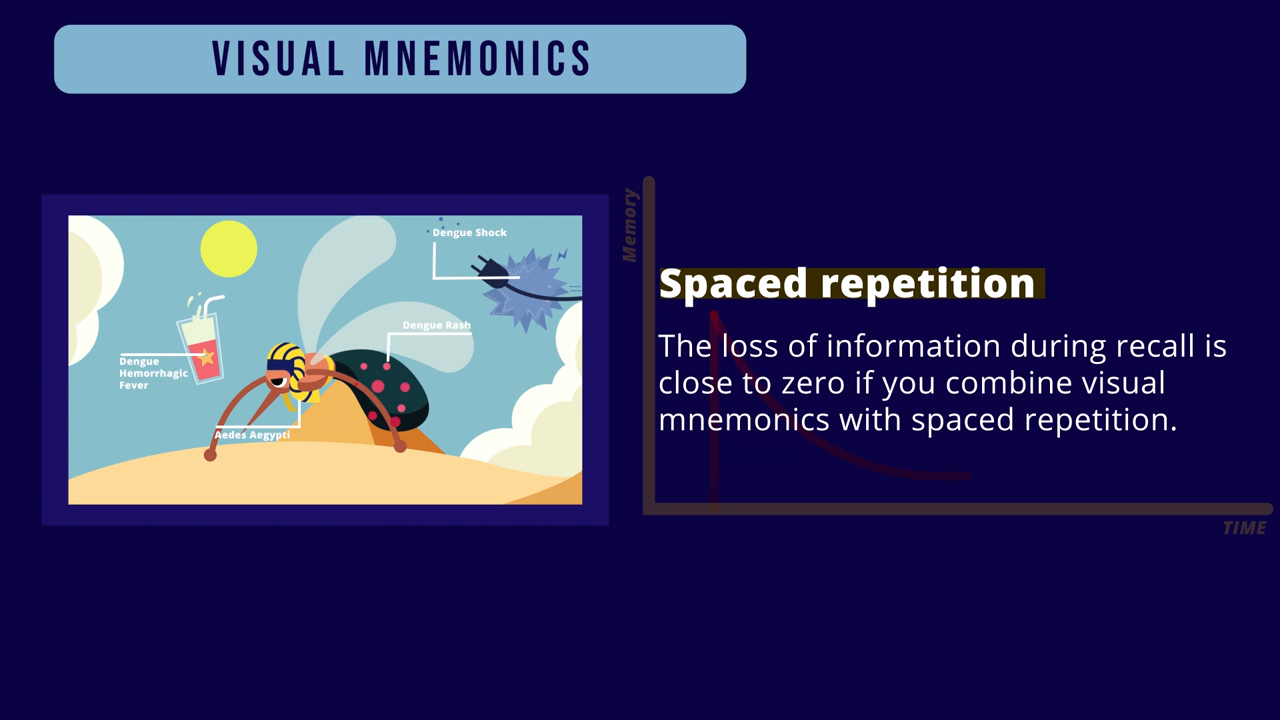 VISUAL MNEMONICS
Dengue Shock
Dengue Rash
Dengue
Hemorrhagic
Fever
Aedes Aegypti
Memory
Spaced repetition
The loss of information during recall is
close to zero if you combine visual
mnemonics with spaced repetition.
TIME